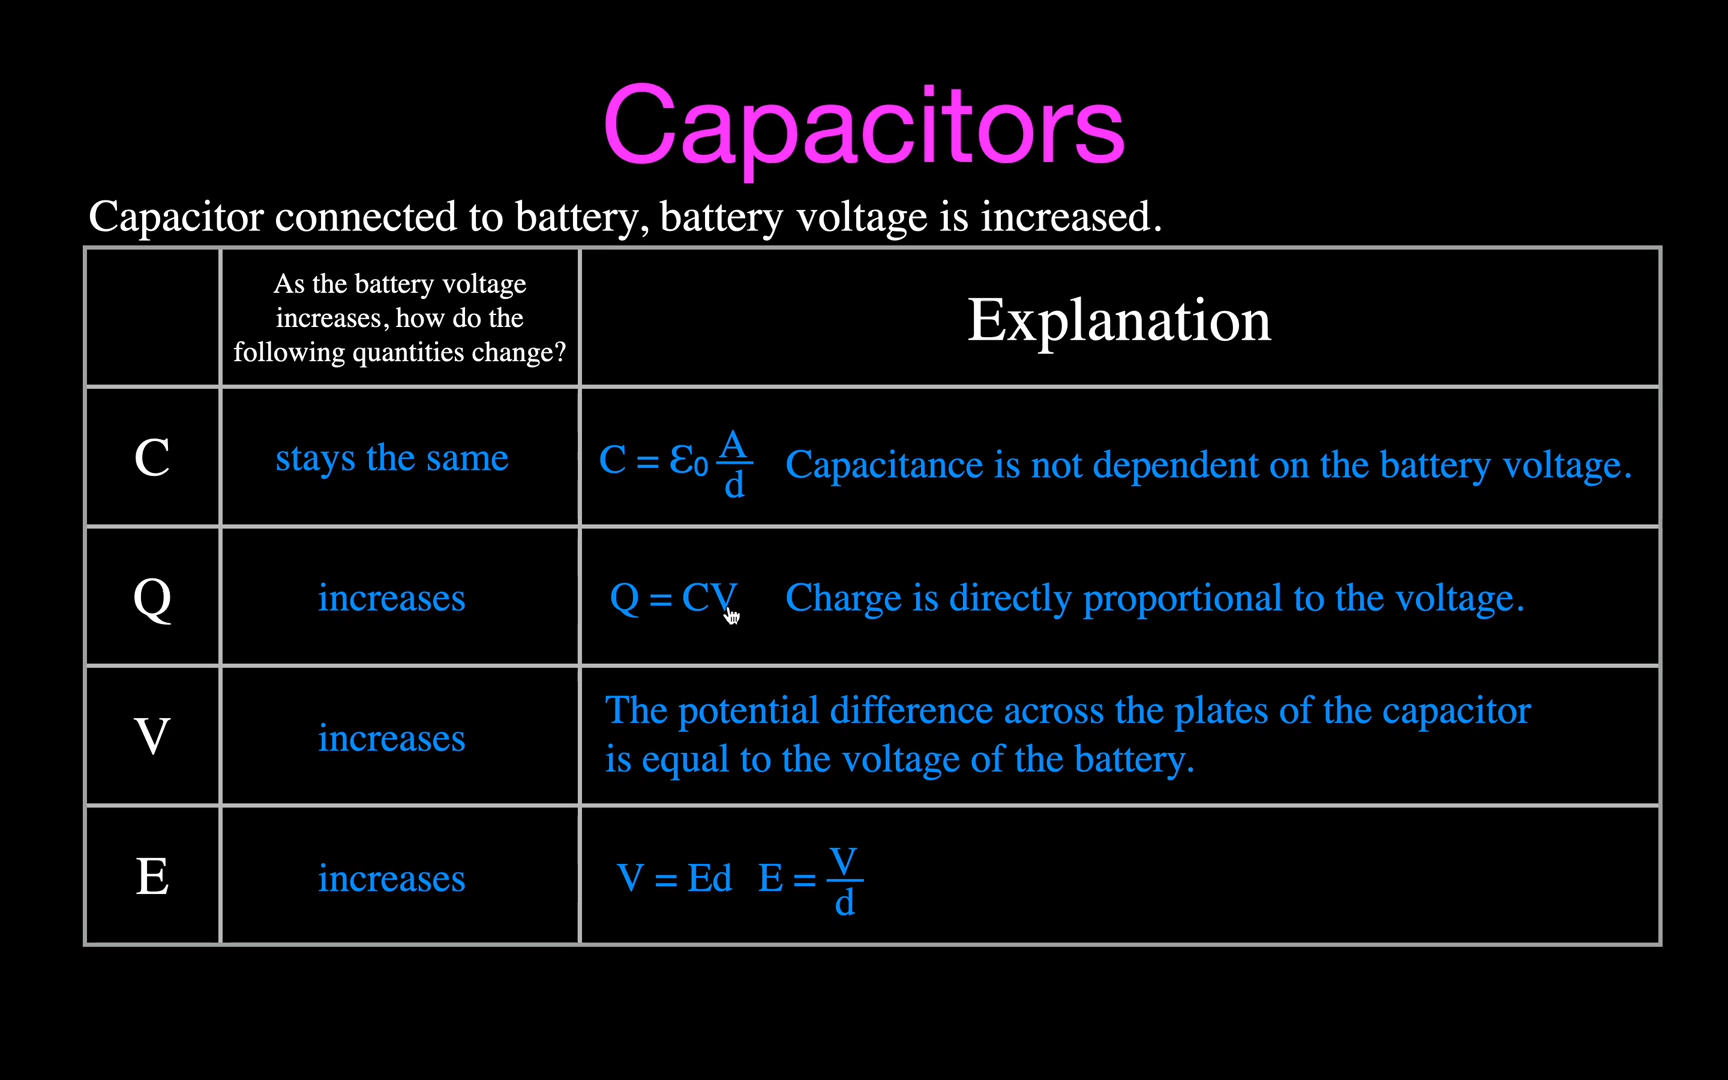 Capacitors
Capacitor connected to battery, battery voltage is increased.
As the battery voltage
increases, how do the
following quantities change?
Explanation
C
stays the same
C = ℇ₀ A/d
Capacitance is not dependent on the battery voltage.
Q
increases
Q = CV
Charge is directly proportional to the voltage.
V
increases
The potential difference across the plates of the capacitor
is equal to the voltage of the battery.
E
increases
V = Ed E = V/d